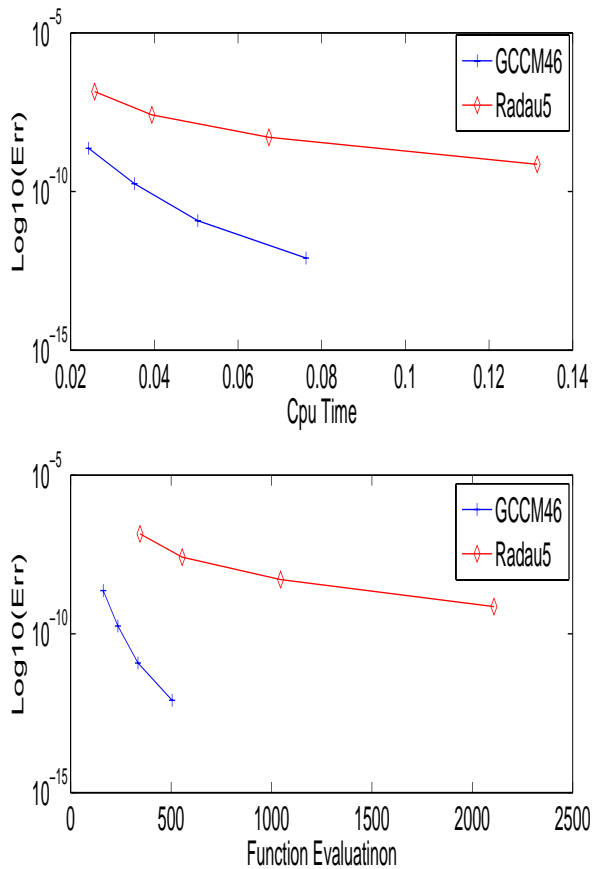 10^-5
10^-10
10^-15
Log10(Err)
GCCM46
Radau5
0.02 0.04 0.06 0.08 0.1 0.12 0.14
Cpu Time
10^-5
10^-10
10^-15
Log10(Err)
GCCM46
Radau5
0 500 1000 1500 2000 2500
Function Evaluatinon